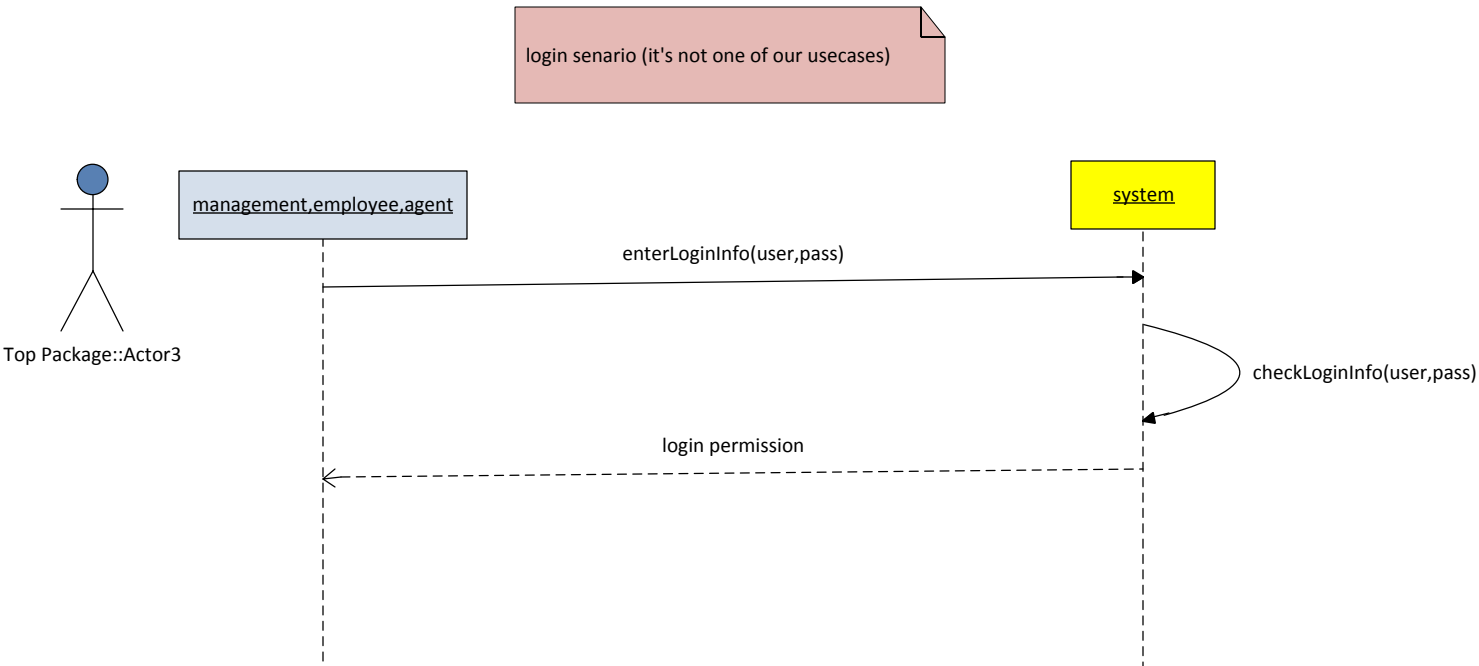 login senario (it's not one of our usecases)
management,employee,agent
system
enterLoginInfo(user,pass)
Top Package::Actor3
checkLoginInfo(user,pass)
login permission